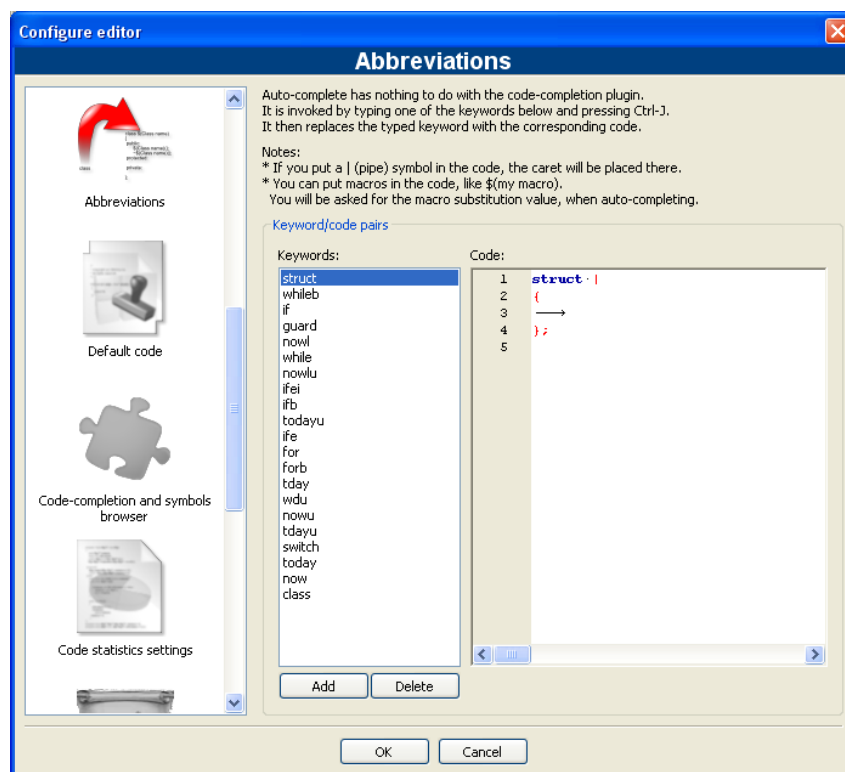 Configure editor
Abbreviations
Auto-complete has nothing to do with the code-completion plugin.
It is invoked by typing one of the keywords below and pressing Ctrl-J.
It then replaces the typed keyword with the corresponding code.
Notes:
* If you put a | (pipe) symbol in the code, the caret will be placed there.
* You can put macros in the code, like $(my macro).
You will be asked for the macro substitution value, when auto-completing.
Abbreviations
Default code
Code-completion and symbols
browser
Code statistics settings
Keyword/code pairs
Keywords:
struct
whileb
if
guard
nowl
while
nowlu
ifei
ifb
todayu
ife
for
forb
tday
wdu
nowu
tdayu
switch
today
now
class
Add Delete
Code:
1 struct |
2 {
3
4 };
5
OK Cancel